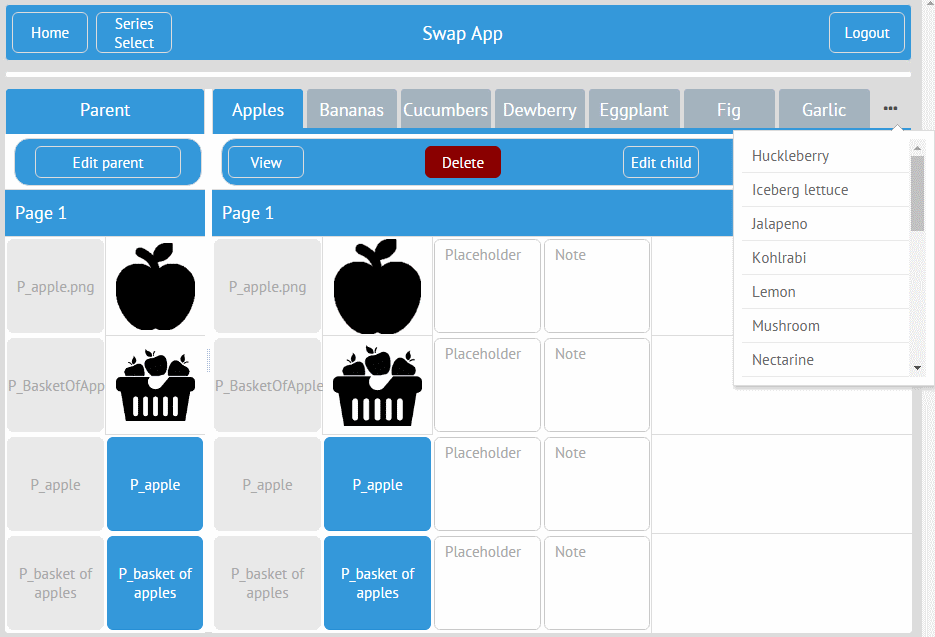 Home
Series
Select
Swap App
Logout
Parent
Apples
Bananas
Cucumbers
Dewberry
Eggplant
Fig
Garlic
Edit parent
View
Delete
Edit child
Huckleberry
Iceberg lettuce
Jalapeno
Kohlrabi
Lemon
Mushroom
Nectarine
Page 1
Page 1
P_apple.png
P_apple.png
Placeholder
Note
P_BasketOfApp
P_BasketOfApple
Placeholder
Note
P_apple
P_apple
P_apple
P_apple
Placeholder
Note
P_basket of
apples
P_basket of
apples
P_basket of
apples
P_basket of
apples
Placeholder
Note